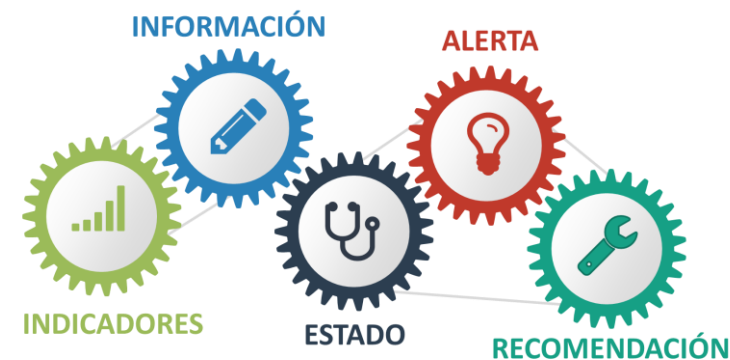 INFORMACIÓN
ALERTA
INDICADORES
ESTADO
RECOMENDACIÓN